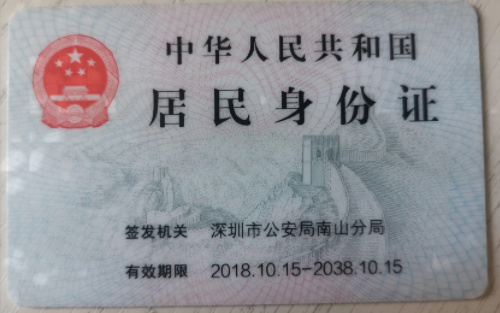 中华人民共和国
居民身份证
签发机关 深圳市公安局南山分局
有效期限 2018.10.15-2038.10.15